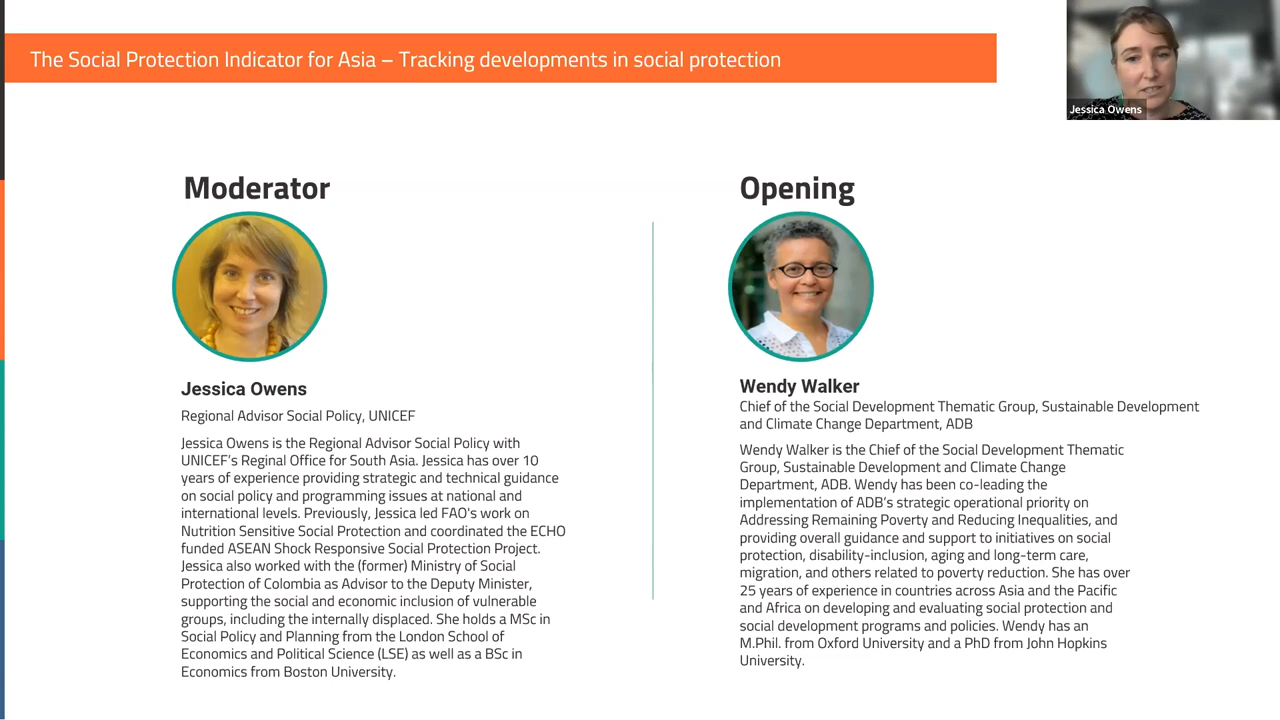 The Social Protection Indicator for Asia – Tracking developments in social protection
Jessica Owens
Moderator
Jessica Owens
Regional Advisor Social Policy, UNICEF
Jessica Owens is the Regional Advisor Social Policy with
UNICEF's Reginal Office for South Asia. Jessica has over 10
years of experience providing strategic and technical guidance
on social policy and programming issues at national and
international levels. Previously, Jessica led FAO's work on
Nutrition Sensitive Social Protection and coordinated the ECHO
funded ASEAN Shock Responsive Social Protection Project.
Jessica also worked with the (former) Ministry of Social
Protection of Colombia as Advisor to the Deputy Minister,
supporting the social and economic inclusion of vulnerable
groups, including the internally displaced. She holds a MSc in
Social Policy and Planning from the London School of
Economics and Political Science (LSE) as well as a BSc in
Economics from Boston University.
Opening
Wendy Walker
Chief of the Social Development Thematic Group, Sustainable Development
and Climate Change Department, ADB
Wendy Walker is the Chief of the Social Development Thematic
Group, Sustainable Development and Climate Change
Department, ADB. Wendy has been co-leading the
implementation of ADB's strategic operational priority on
Addressing Remaining Poverty and Reducing Inequalities, and
providing overall guidance and support to initiatives on social
protection, disability-inclusion, aging and long-term care,
migration, and others related to poverty reduction. She has over
25 years of experience in countries across Asia and the Pacific
and Africa on developing and evaluating social protection and
social development programs and policies. Wendy has an
M.Phil. from Oxford University and a PhD from John Hopkins
University.